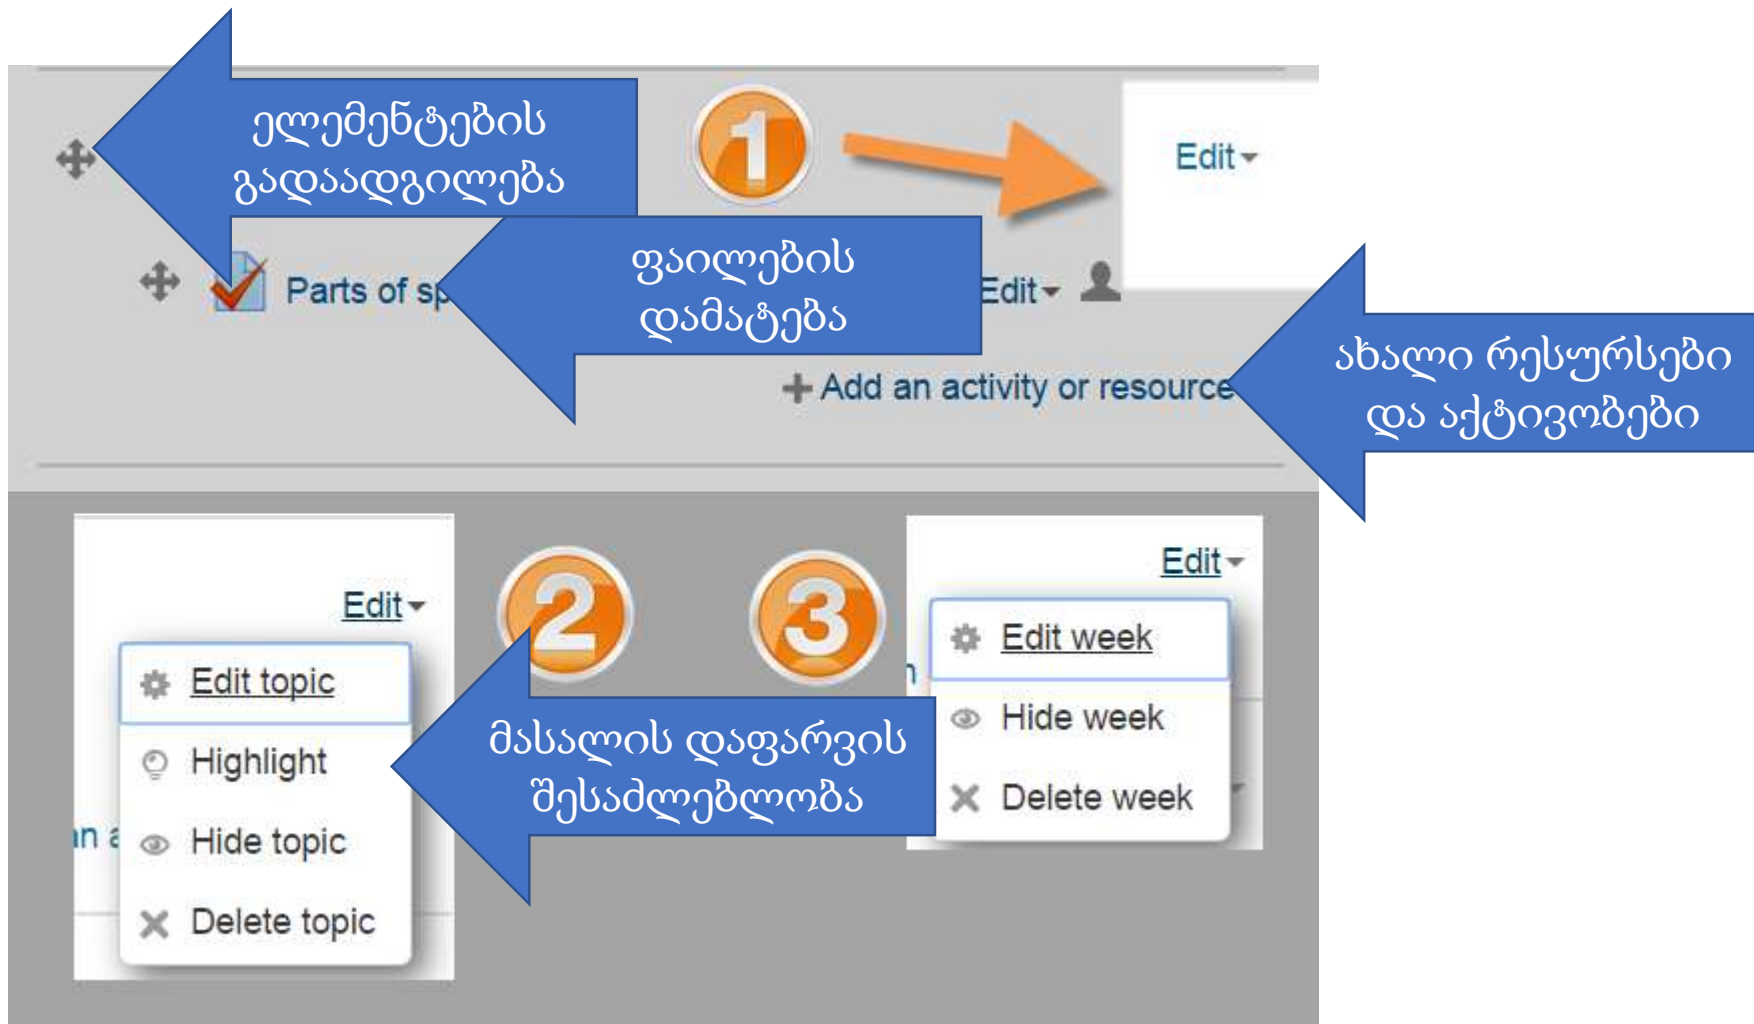 ელემენტების
გადაადგილება
1
Edit
ფაილების
დამატება
Parts of sp
Edit
ახალი რესურსები
და აქტივობები
Add an activity or resource
2
3
Edit
Edit topic
Highlight
Hide topic
Delete topic
მასალის დაფარვის
შესაძლებლობა
Edit
Edit week
Hide week
Delete week